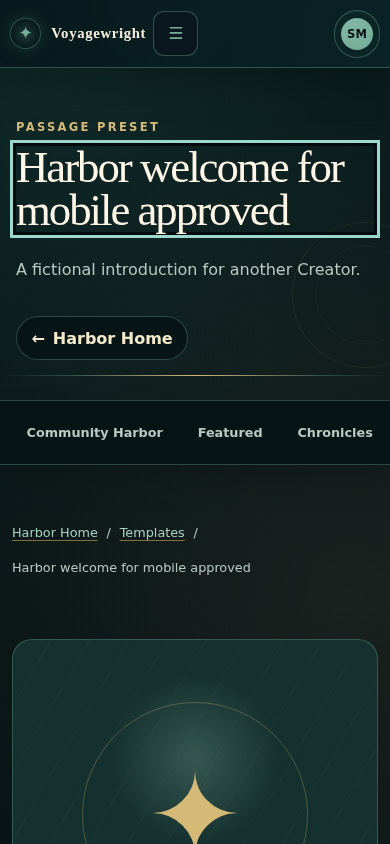 Voyagewright
SM
PASSAGE PRESET
Harbor welcome for
mobile approved
A fictional introduction for another Creator.
← Harbor Home
Community Harbor Featured Chronicles
Harbor Home / Templates /
Harbor welcome for mobile approved